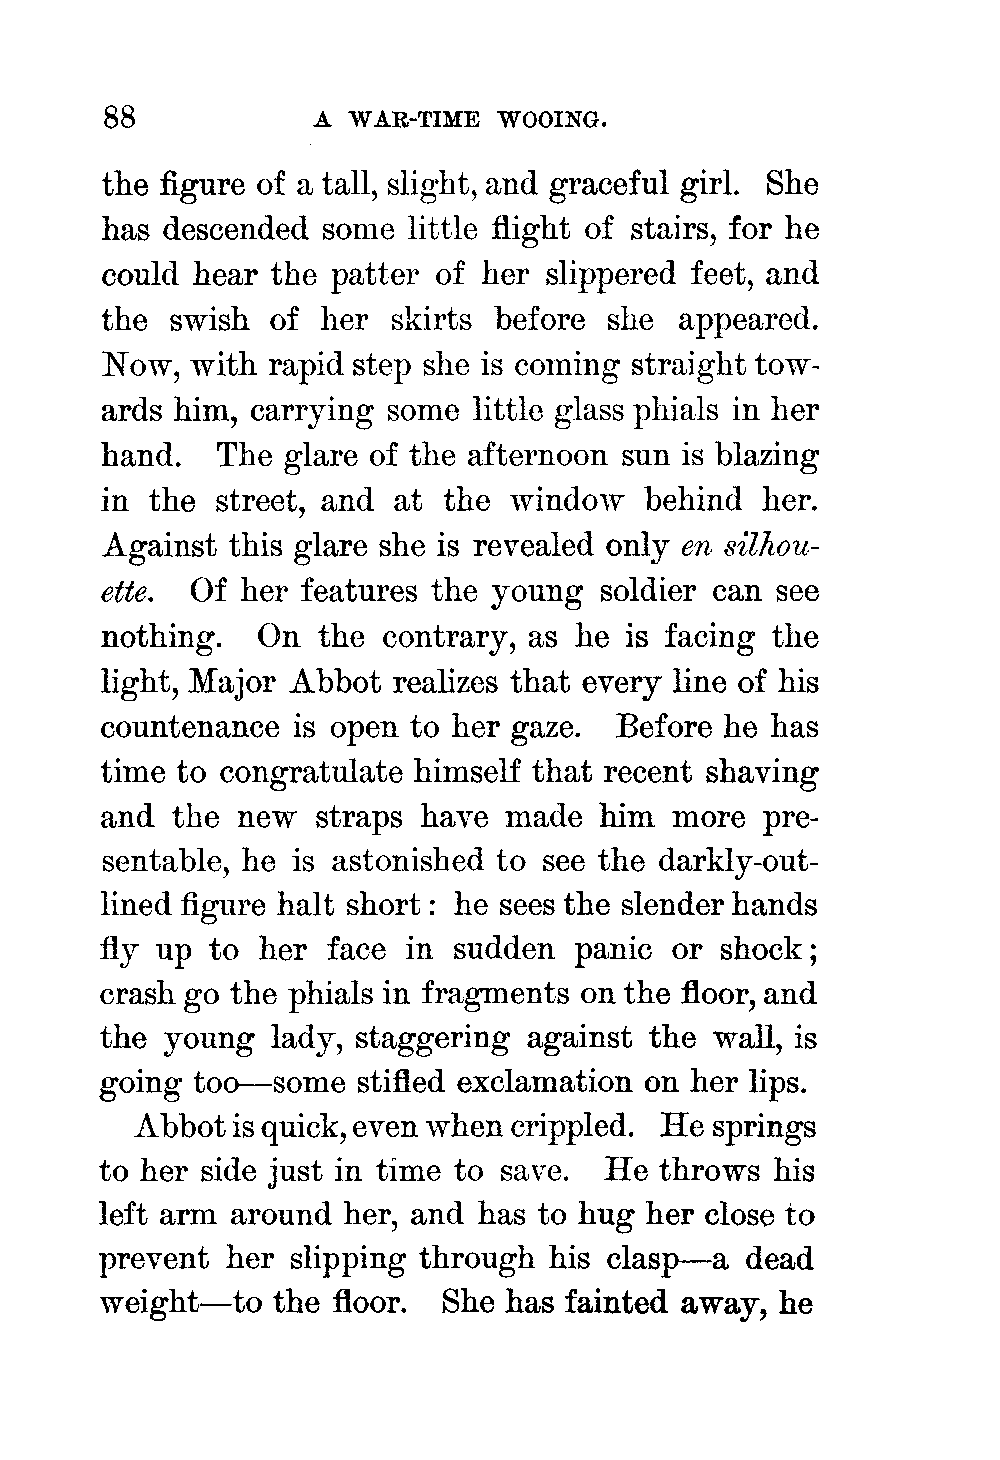 88 A WAR-TIME WOOING.
the figure of a tall, slight, and graceful girl. She
has descended some little flight of stairs, for he
could hear the patter of her slippered feet, and
the swish of her skirts before she appeared.
Now, with rapid step she is coming straight tow-
ards him, carrying some little glass phials in her
hand. The glare of the afternoon sun is blazing
in the street, and at the window behind her.
Against this glare she is revealed only en silhou-
ette. Of her features the young soldier can see
nothing. On the contrary, as he is facing the
light, Major Abbot realizes that every line of his
countenance is open to her gaze. Before he has
time to congratulate himself that recent shaving
and the new straps have made him more pre-
sentable, he is astonished to see the darkly-out-
lined figure halt short: he sees the slender hands
fly up to her face in sudden panic or shock;
crash go the phials in fragments on the floor, and
the young lady, staggering against the wall, is
going too—some stifled exclamation on her lips.
Abbot is quick, even when crippled. He springs
to her side just in time to save. He throws his
left arm around her, and has to hug her close to
prevent her slipping through his clasp—a dead
weight—to the floor. She has fainted away, he